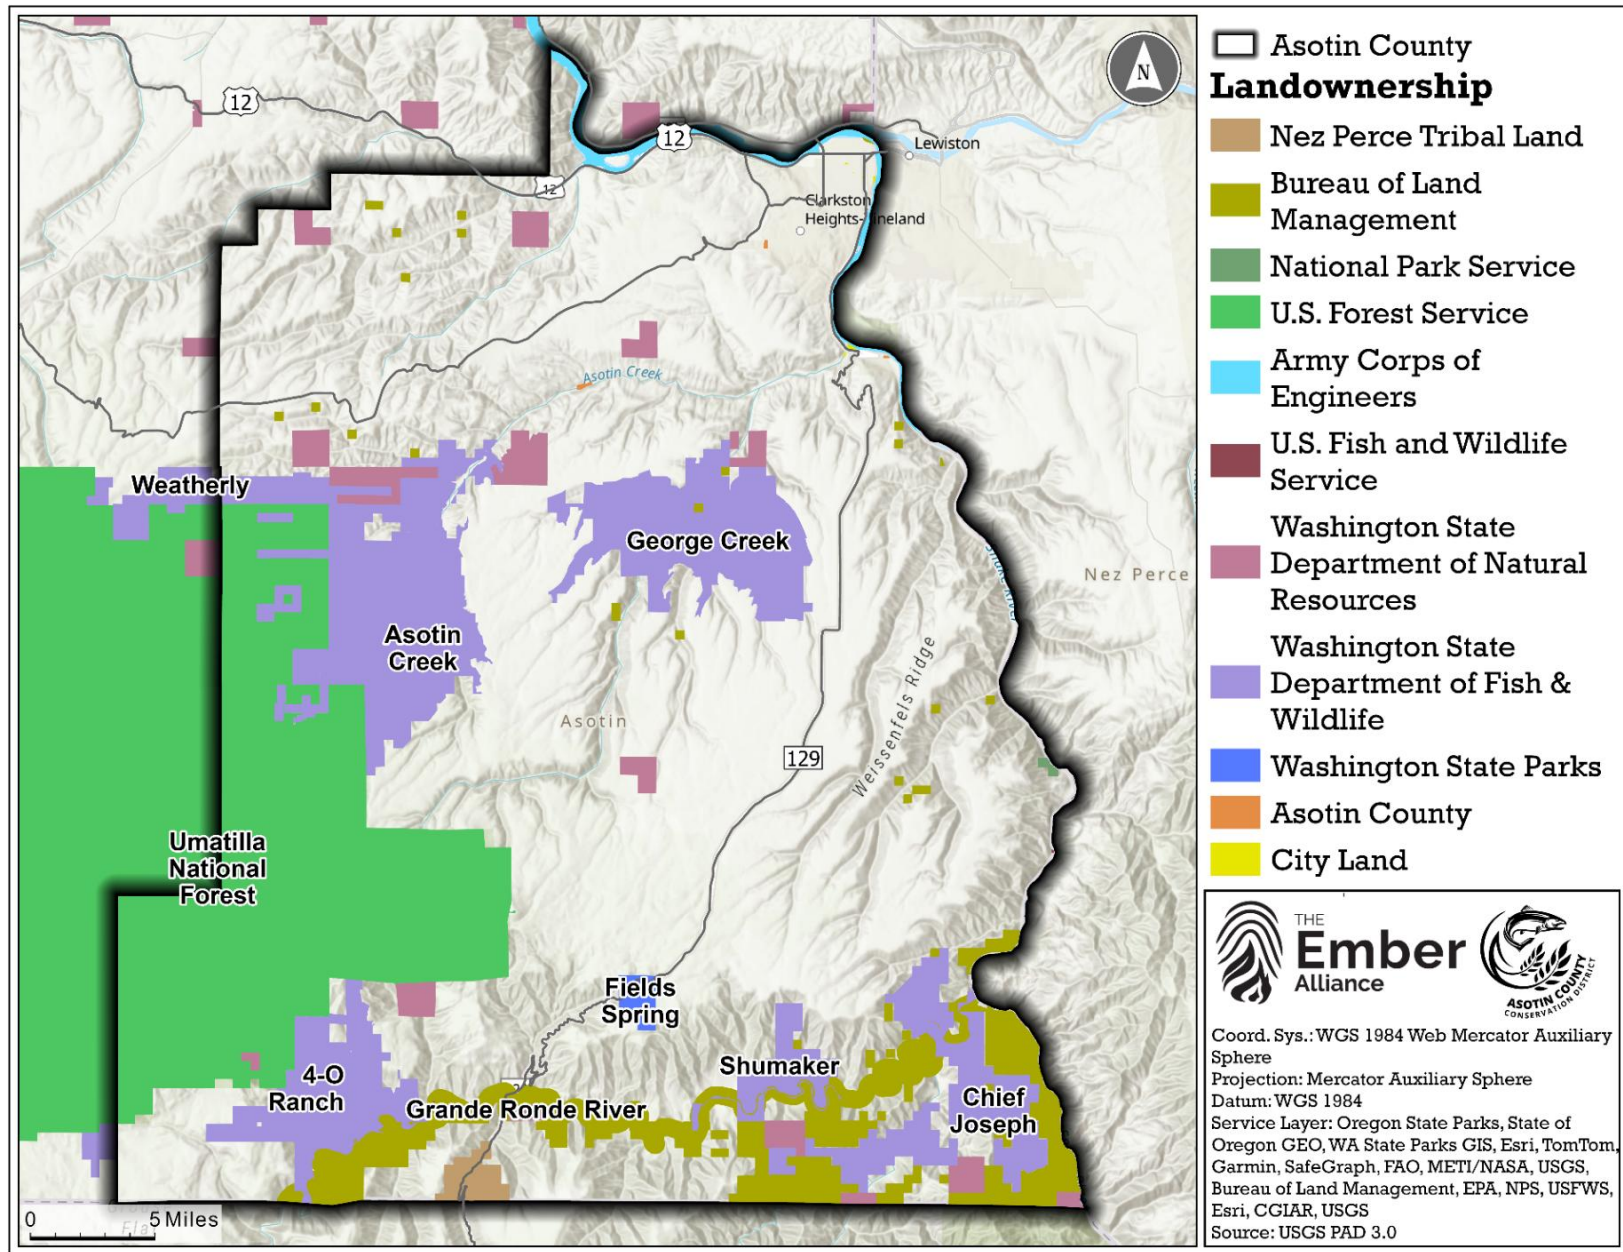 12
12
12
Lewiston
Clarkston
Heights-Vineland
Asotin Creek
Weatherly
George Creek
Snake River
Nez Perce
Asotin
Creek
Weissenfels Ridge
Asotin
129
Umatilla
National
Forest
Fields
Spring
4-O
Ranch
Shumaker
Grande Ronde River
Chief
Joseph
0 5 Miles
N
Asotin County
Landownership
Nez Perce Tribal Land
Bureau of Land
Management
National Park Service
U.S. Forest Service
Army Corps of
Engineers
U.S. Fish and Wildlife
Service
Washington State
Department of Natural
Resources
Washington State
Department of Fish &
Wildlife
Washington State Parks
Asotin County
City Land
THE
Ember
Alliance
ASOTIN COUNTY
CONSERVATION DISTRICT
Coord. Sys.: WGS 1984 Web Mercator Auxiliary
Sphere
Projection: Mercator Auxiliary Sphere
Datum: WGS 1984
Service Layer: Oregon State Parks, State of
Oregon GEO, WA State Parks GIS, Esri, TomTom,
Garmin, SafeGraph, FAO, METI/NASA, USGS,
Bureau of Land Management, EPA, NPS, USFWS,
Esri, CGIAR, USGS
Source: USGS PAD 3.0